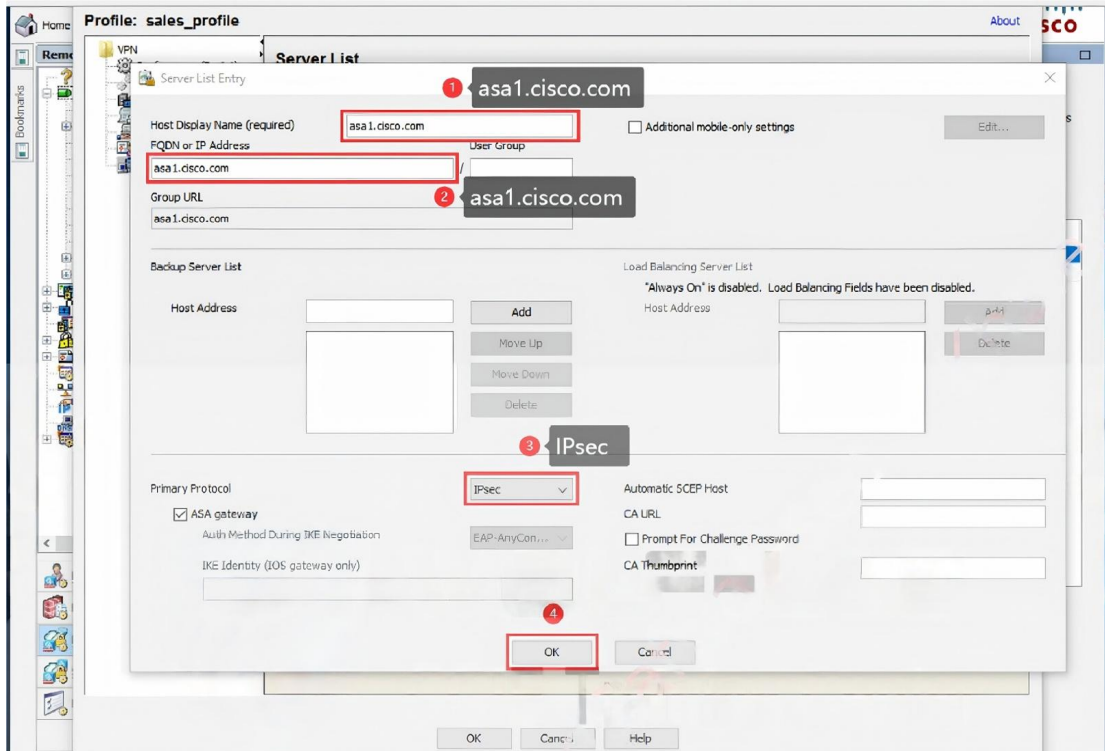 Home
Profile: sales_profile
About
VPN
Server List
Bookmarks
Server List Entry
1 asa1.cisco.com
Host Display Name (required)
asa1.cisco.com
Additional mobile-only settings
Edit...
FQDN or IP Address
User Group
asa1.cisco.com
/
2 asa1.cisco.com
Group URL
asa1.cisco.com
Backup Server List
Load Balancing Server List
"Always On" is disabled. Load Balancing Fields have been disabled.
Host Address
Add
Host Address
Add
Move Up
Delete
Move Down
Delete
3 IPsec
Primary Protocol
IPsec
Automatic SCEP Host
ASA gateway
CA URL
Auth Method During IKE Negotiation
EAP-AnyCon...
Prompt For Challenge Password
IKE Identity (IOS gateway only)
CA Thumbprint
4
OK
Cancel
OK
Help